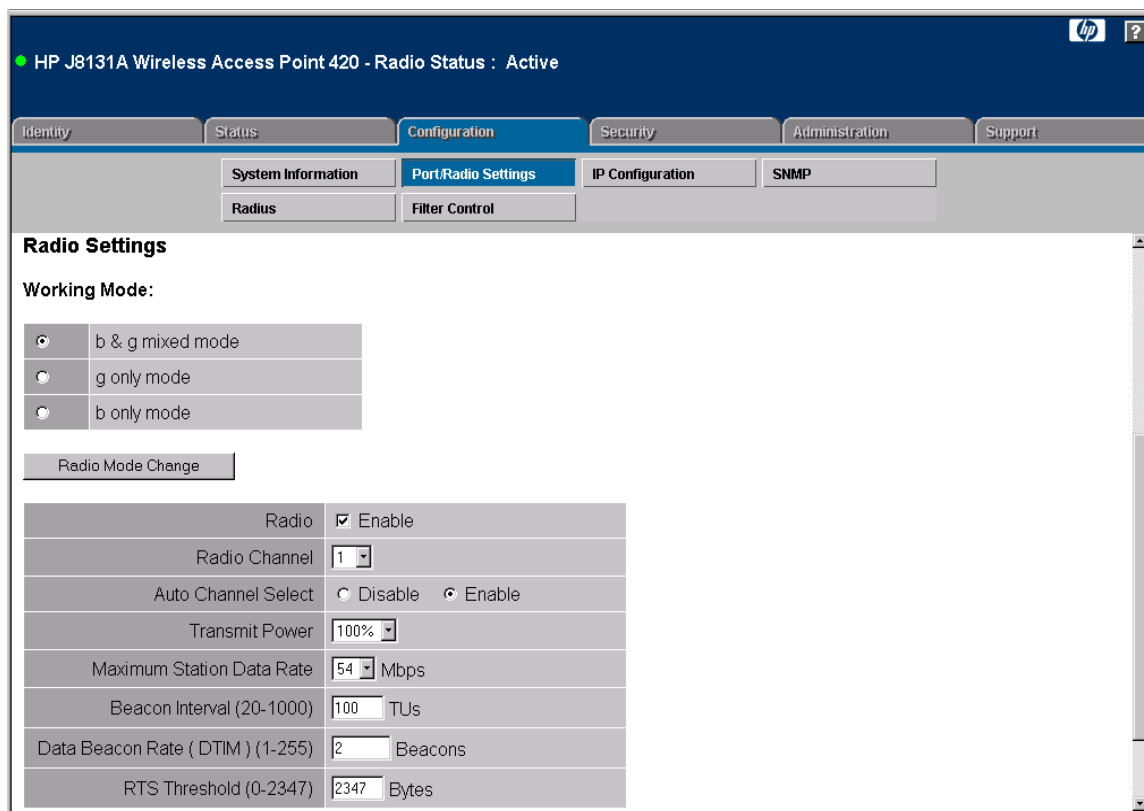 hp ?
HP J8131A Wireless Access Point 420 - Radio Status : Active
Identity Status Configuration Security Administration Support
System Information Port/Radio Settings IP Configuration SNMP
Radius Filter Control
Radio Settings
Working Mode:
b & g mixed mode
g only mode
b only mode
Radio Mode Change
Radio Enable
Radio Channel 1
Auto Channel Select Disable Enable
Transmit Power 100%
Maximum Station Data Rate 54 Mbps
Beacon Interval (20-1000) 100 TUs
Data Beacon Rate ( DTIM ) (1-255) 2 Beacons
RTS Threshold (0-2347) 2347 Bytes